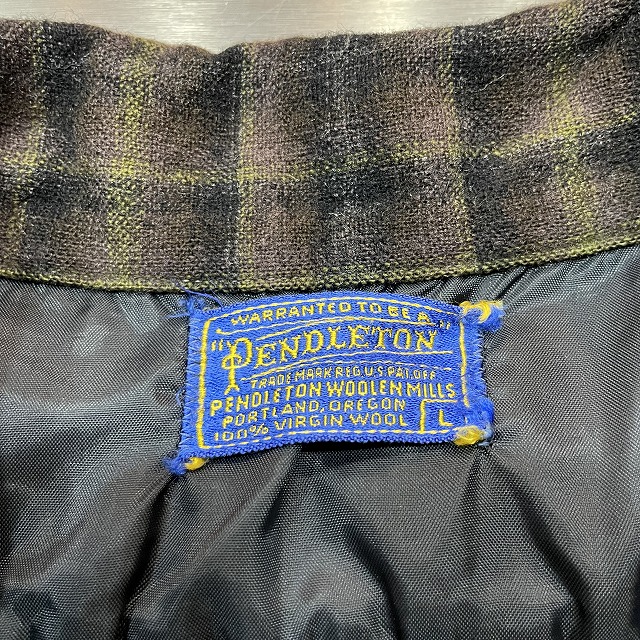 WARRANTED TO BE A
"PENDLETON"
TRADE MARK REG U.S. PAT. OFF
PENDLETON WOOLEN MILLS
PORTLAND, OREGON
100% VIRGIN WOOL L